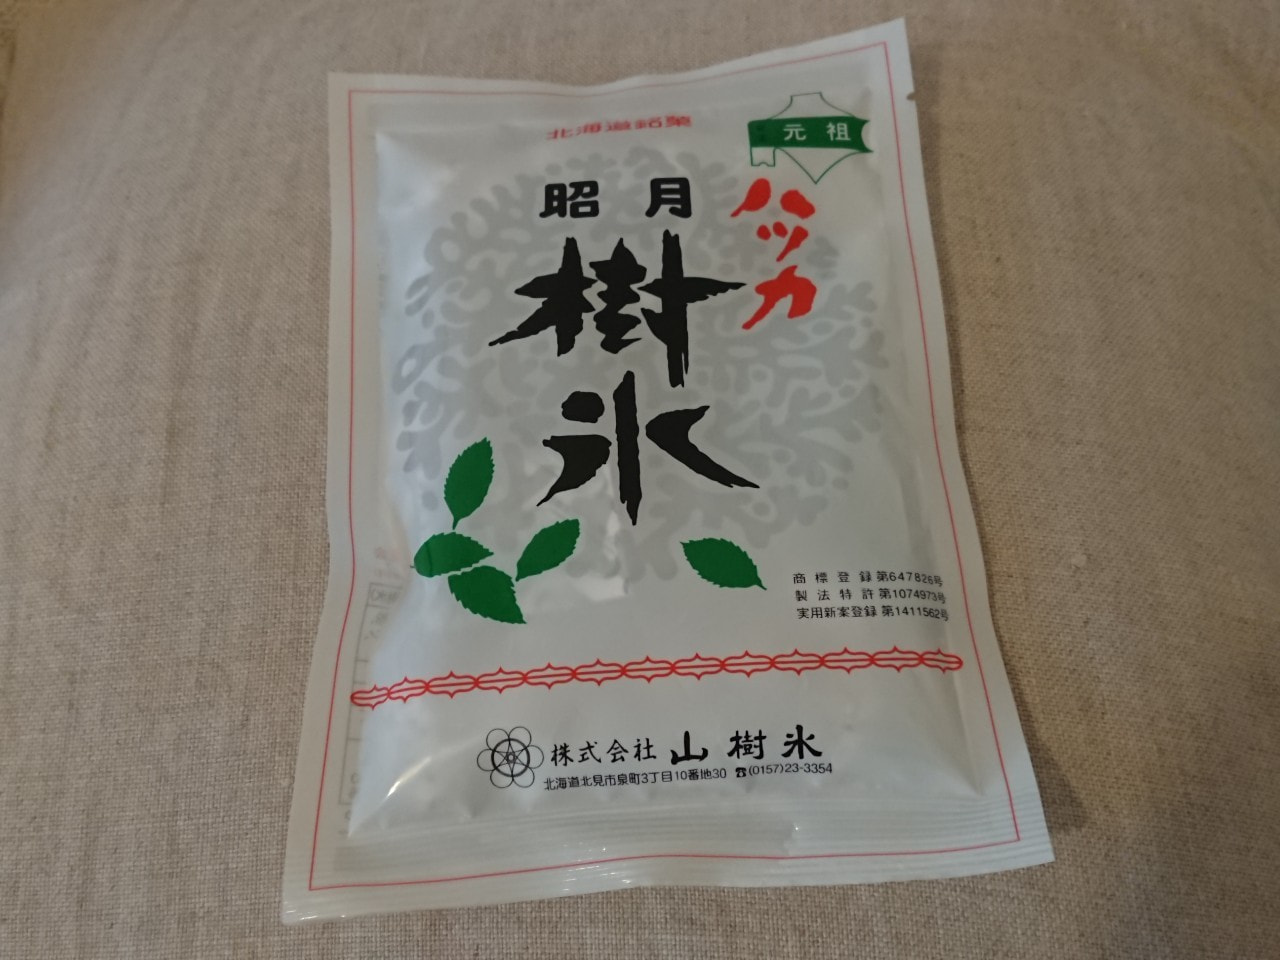 北海道銘菓
元祖
ハッカ
昭月
樹氷
商標登録 第647826号
製法特許 第1074973号
実用新案登録 第1411562号
株式会社 山樹氷
北海道北見市泉町3丁目10番地30 ☎(0157)23-3354